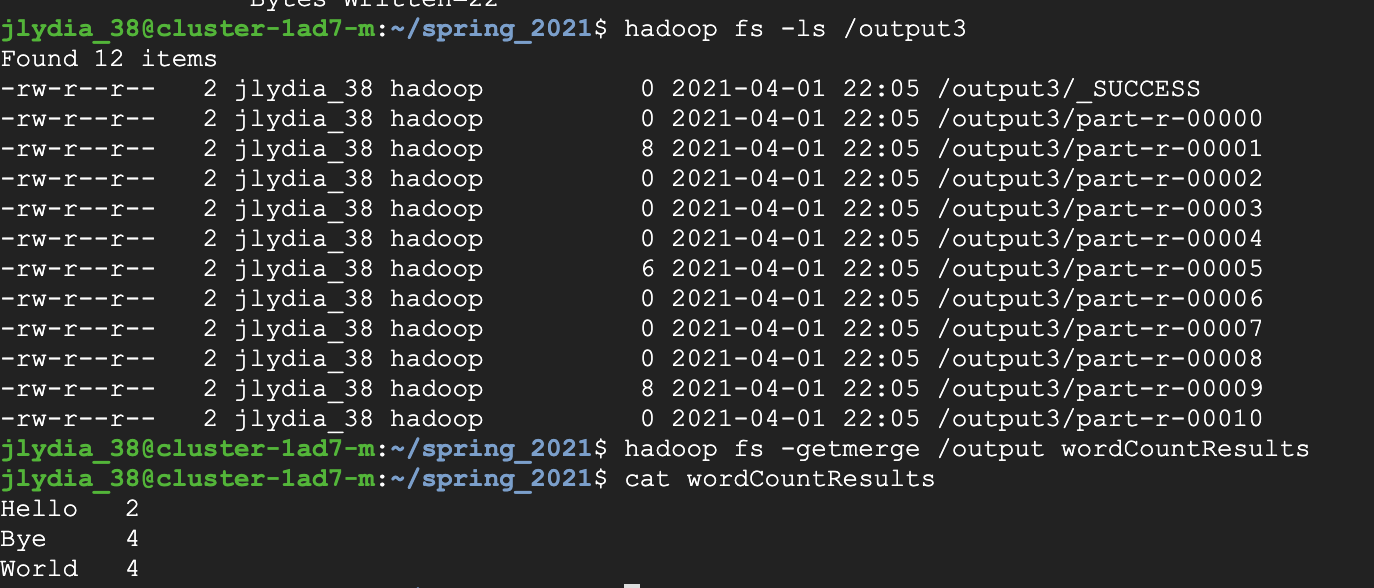 Bytes Written=22
jlydia_38@cluster-1ad7-m:~/spring_2021$ hadoop fs -ls /output3
Found 12 items
-rw-r--r--   2 jlydia_38 hadoop          0 2021-04-01 22:05 /output3/_SUCCESS
-rw-r--r--   2 jlydia_38 hadoop          0 2021-04-01 22:05 /output3/part-r-00000
-rw-r--r--   2 jlydia_38 hadoop          8 2021-04-01 22:05 /output3/part-r-00001
-rw-r--r--   2 jlydia_38 hadoop          0 2021-04-01 22:05 /output3/part-r-00002
-rw-r--r--   2 jlydia_38 hadoop          0 2021-04-01 22:05 /output3/part-r-00003
-rw-r--r--   2 jlydia_38 hadoop          0 2021-04-01 22:05 /output3/part-r-00004
-rw-r--r--   2 jlydia_38 hadoop          6 2021-04-01 22:05 /output3/part-r-00005
-rw-r--r--   2 jlydia_38 hadoop          0 2021-04-01 22:05 /output3/part-r-00006
-rw-r--r--   2 jlydia_38 hadoop          0 2021-04-01 22:05 /output3/part-r-00007
-rw-r--r--   2 jlydia_38 hadoop          0 2021-04-01 22:05 /output3/part-r-00008
-rw-r--r--   2 jlydia_38 hadoop          8 2021-04-01 22:05 /output3/part-r-00009
-rw-r--r--   2 jlydia_38 hadoop          0 2021-04-01 22:05 /output3/part-r-00010
jlydia_38@cluster-1ad7-m:~/spring_2021$ hadoop fs -getmerge /output wordCountResults
jlydia_38@cluster-1ad7-m:~/spring_2021$ cat wordCountResults
Hello   2
Bye     4
World   4